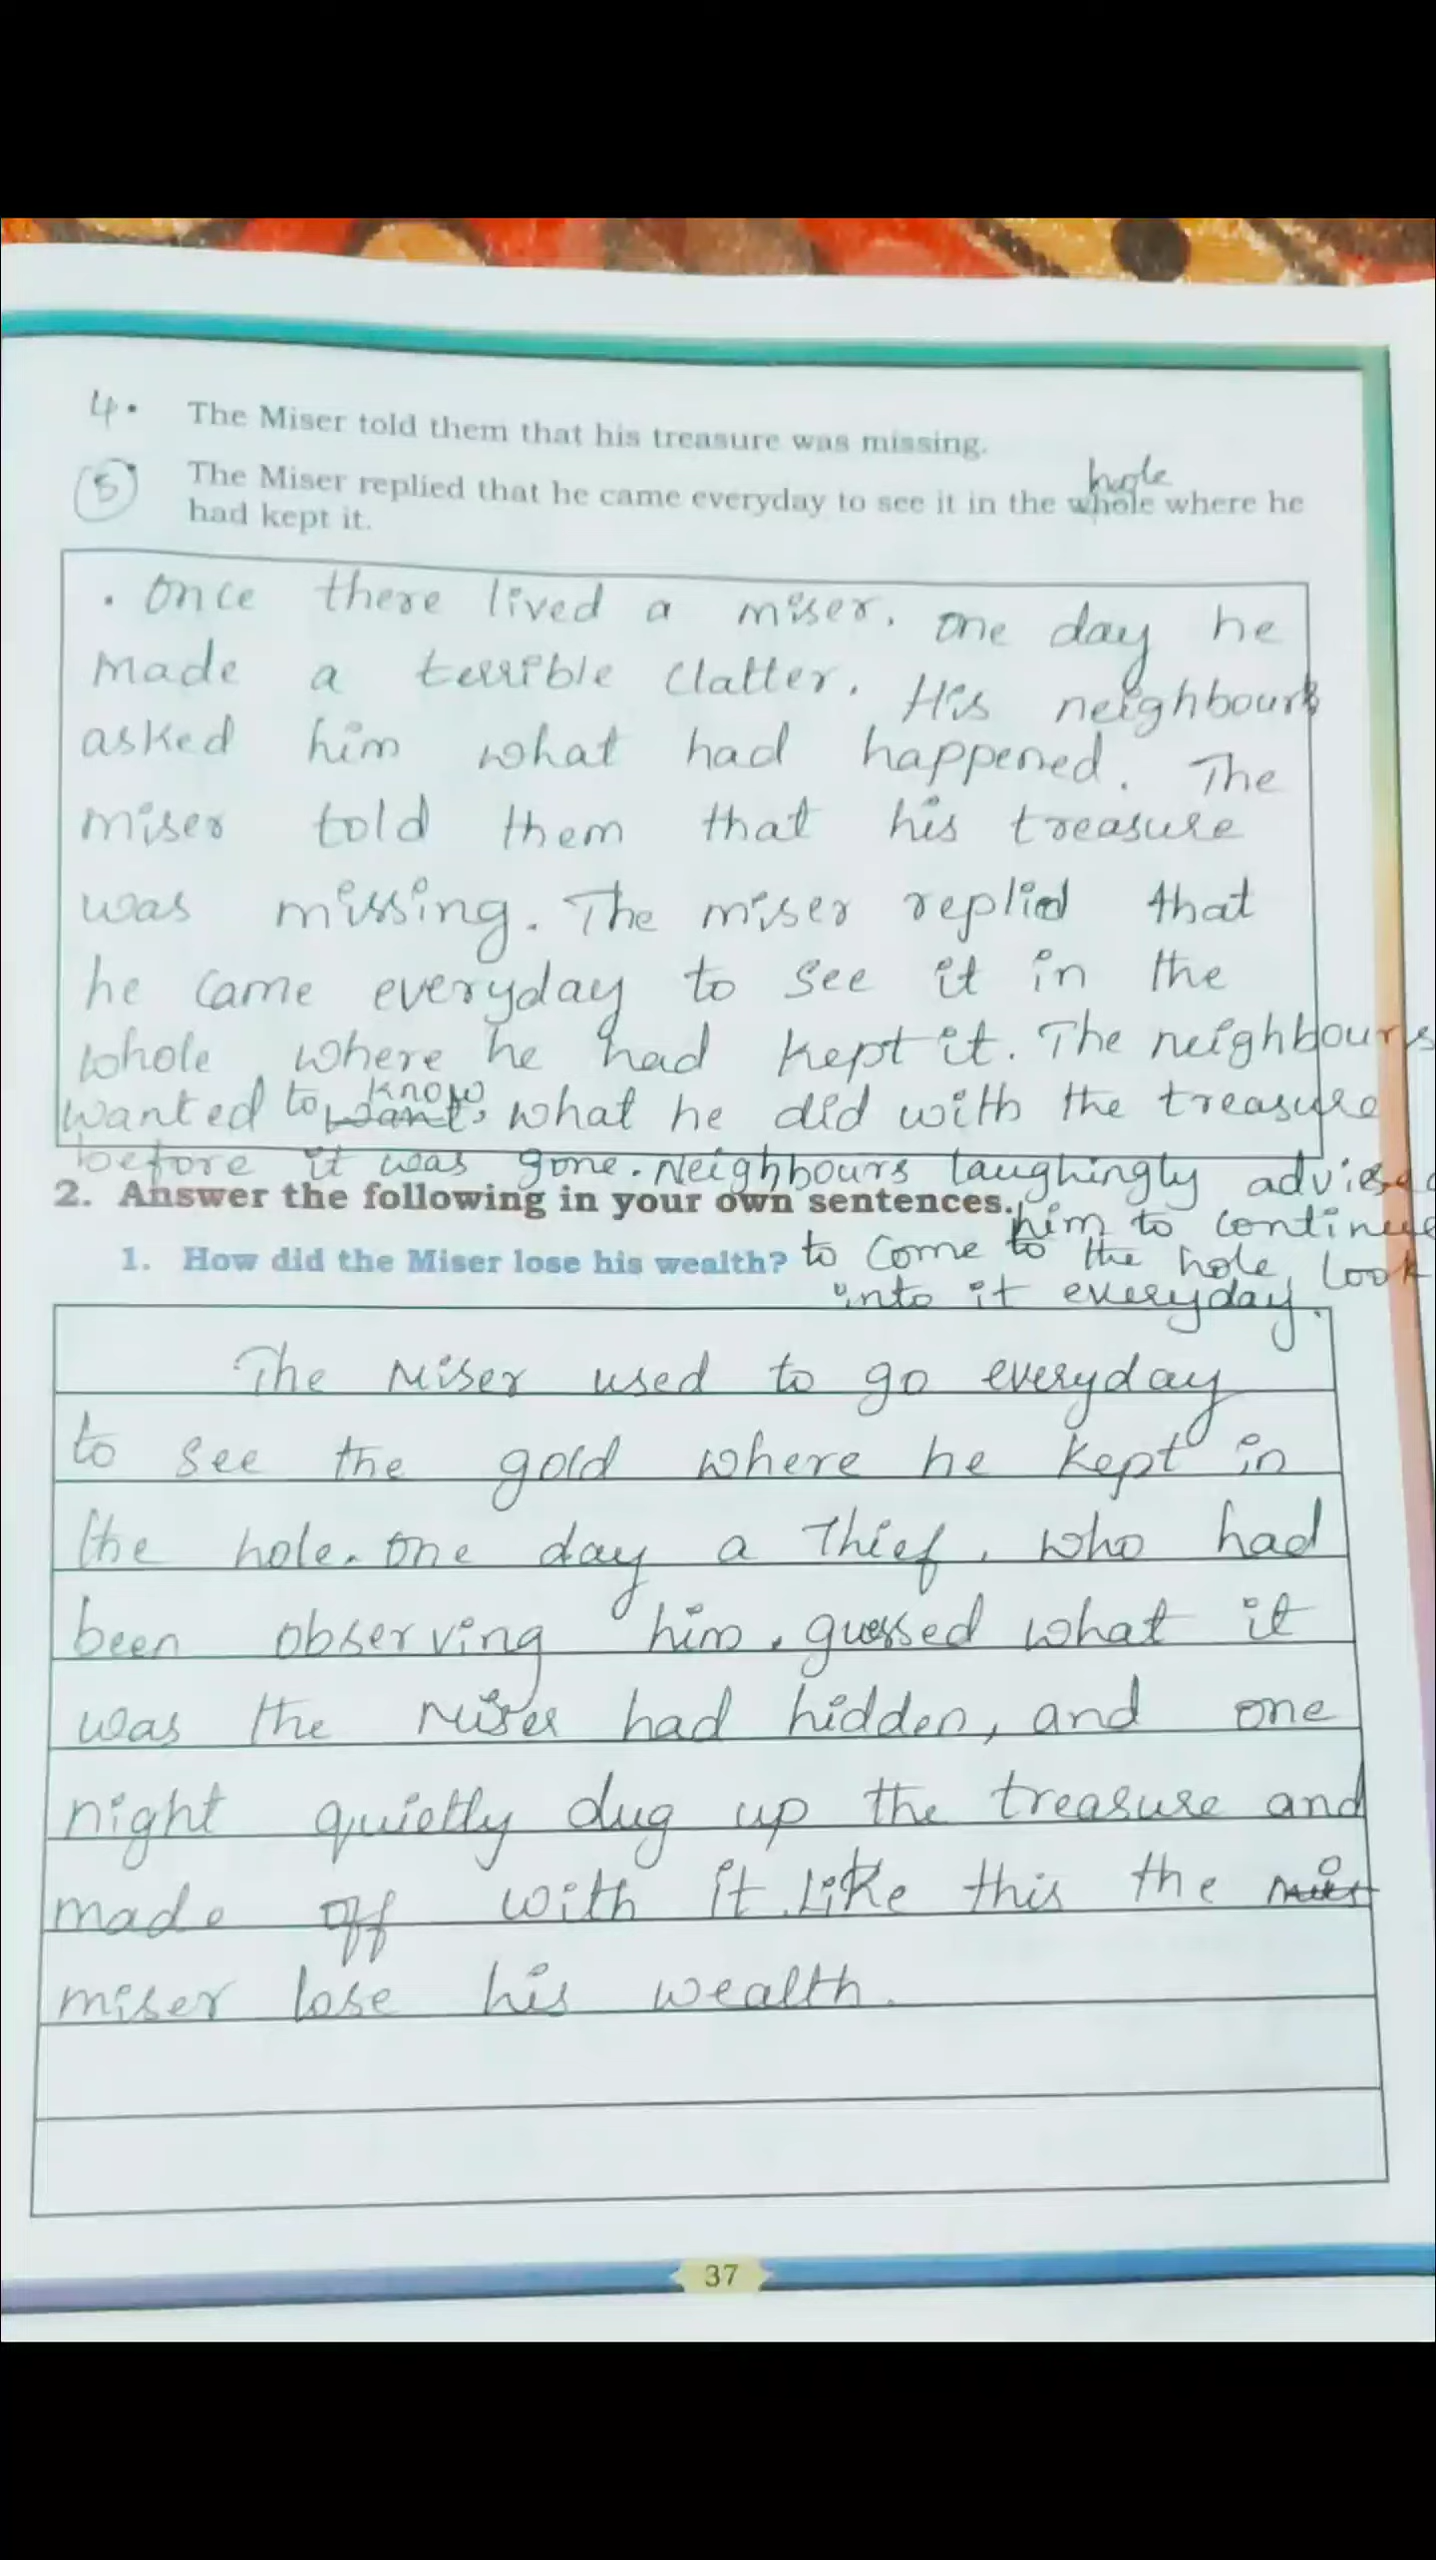 4. The Miser told them that his treasure was missing.
5 The Miser replied that he came everyday to see it in the whole where he
hole
had kept it.
. once there lived a miser. one day he
made a terrible clatter. His neighbours
asked him what had happened. The
miser told them that his treasure
was missing. The miser replied that
he came everyday to see it in the
whole where he had kept it. The neighbours
wanted to want know, what he did with the treasure
before it was gone. Neighbours laughingly advised
2. Answer the following in your own sentences.
him to continue
1. How did the Miser lose his wealth?
to come to the hole, look
into it everyday.
The Miser used to go everyday
to see the gold where he kept in
the hole. one day a Thief, who had
been observing him, guessed what it
was the Miser had hidden, and one
night quietly dug up the treasure and
made off with it. Like this the
miser lose his wealth.
37